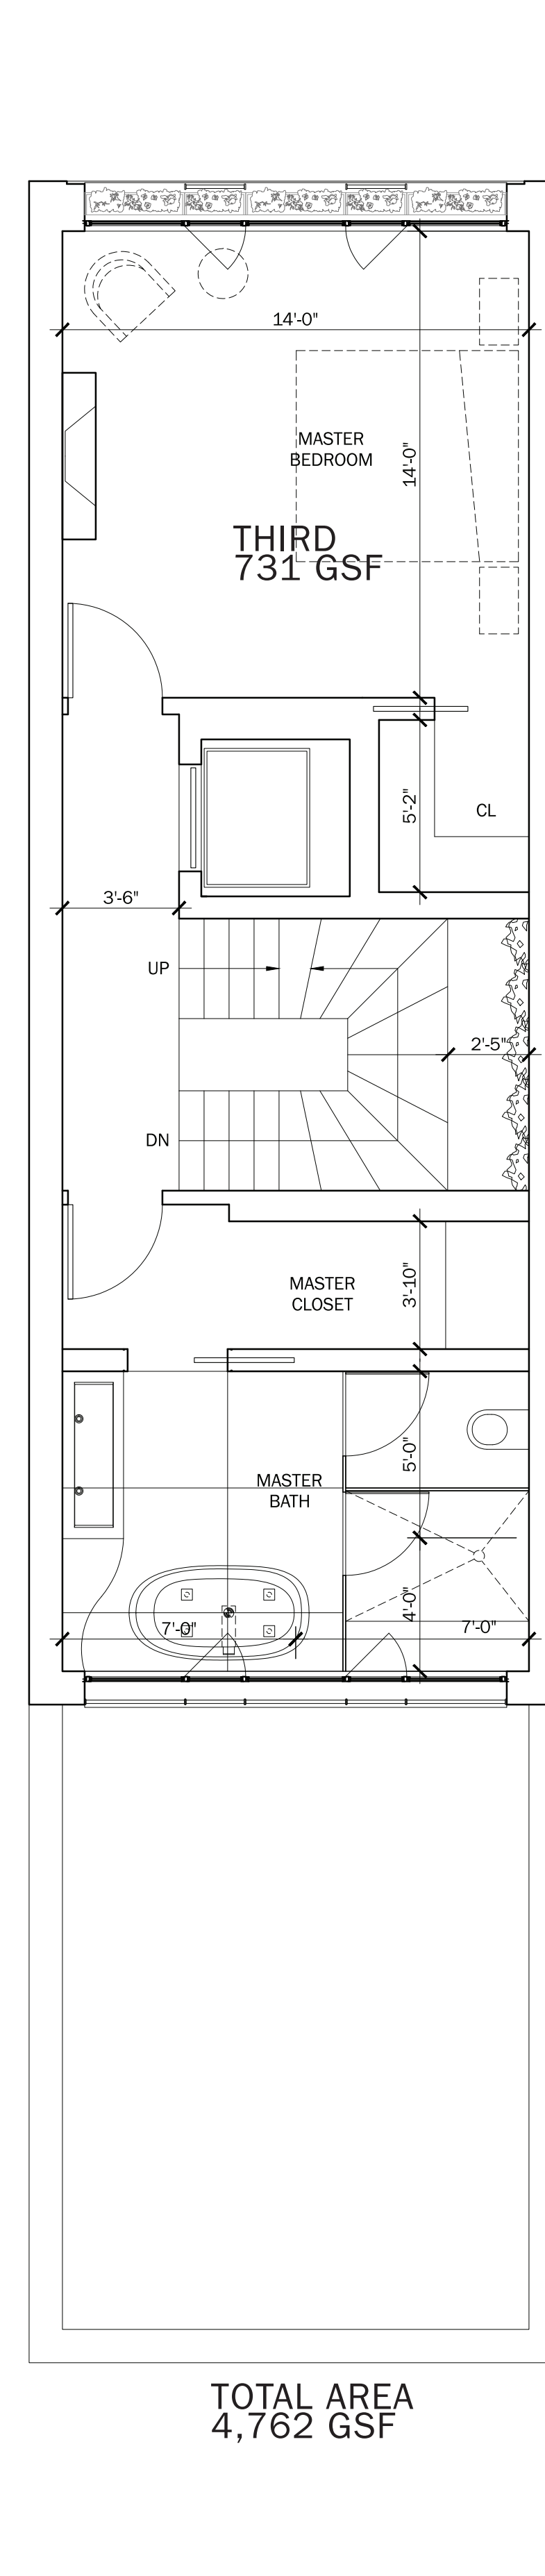 14'-0"
MASTER
BEDROOM
14'-0"
THIRD
731 GSF
5'-2"
CL
3'-6"
UP
2'-5"
DN
MASTER
CLOSET
3'-10"
5'-0"
MASTER
BATH
4'-0"
7'-0"
7'-0"
TOTAL AREA
4,762 GSF